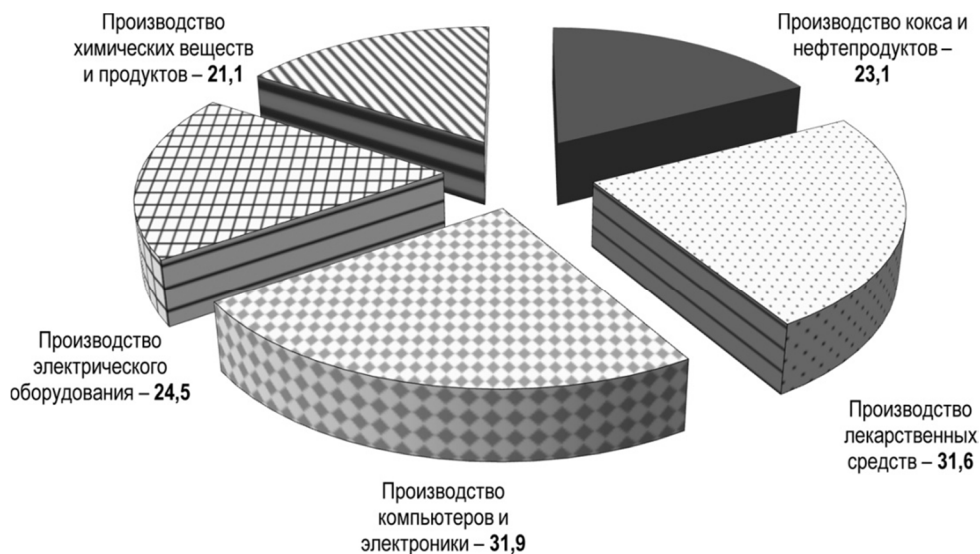 Производство
химических веществ
и продуктов – 21,1
Производство кокса и
нефтепродуктов –
23,1
Производство
электрического
оборудования – 24,5
Производство
лекарственных
средств – 31,6
Производство
компьютеров и
электроники – 31,9